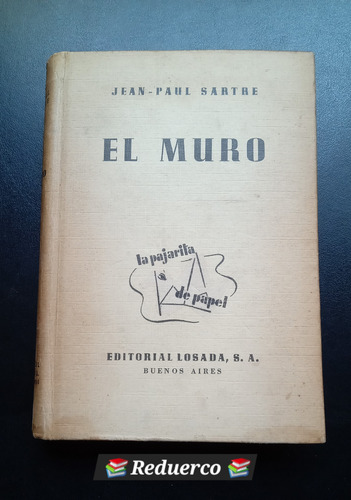 JEAN-PAUL SARTRE
EL MURO
la pajarita
de papel
EDITORIAL LOSADA, S. A.
BUENOS AIRES
📚 Reduerco 📚